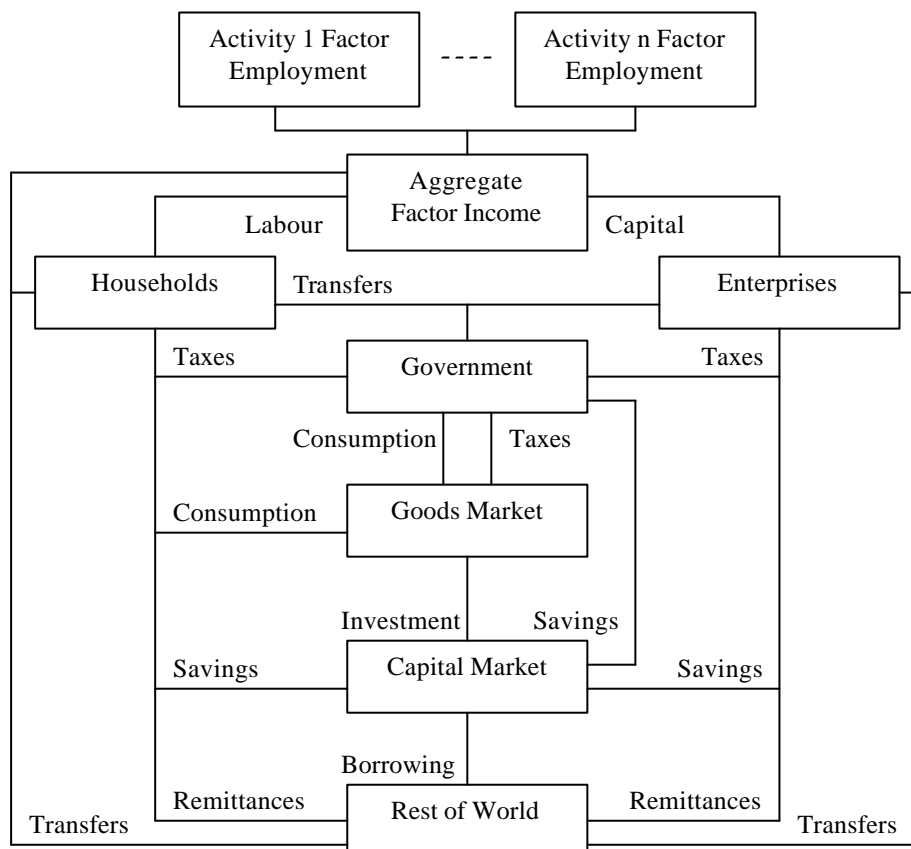 Activity 1 Factor
Employment
Activity n Factor
Employment
Aggregate
Factor Income
Labour
Capital
Households
Transfers
Enterprises
Taxes
Government
Taxes
Consumption
Taxes
Consumption
Goods Market
Investment
Savings
Savings
Capital Market
Savings
Borrowing
Remittances
Rest of World
Remittances
Transfers
Transfers